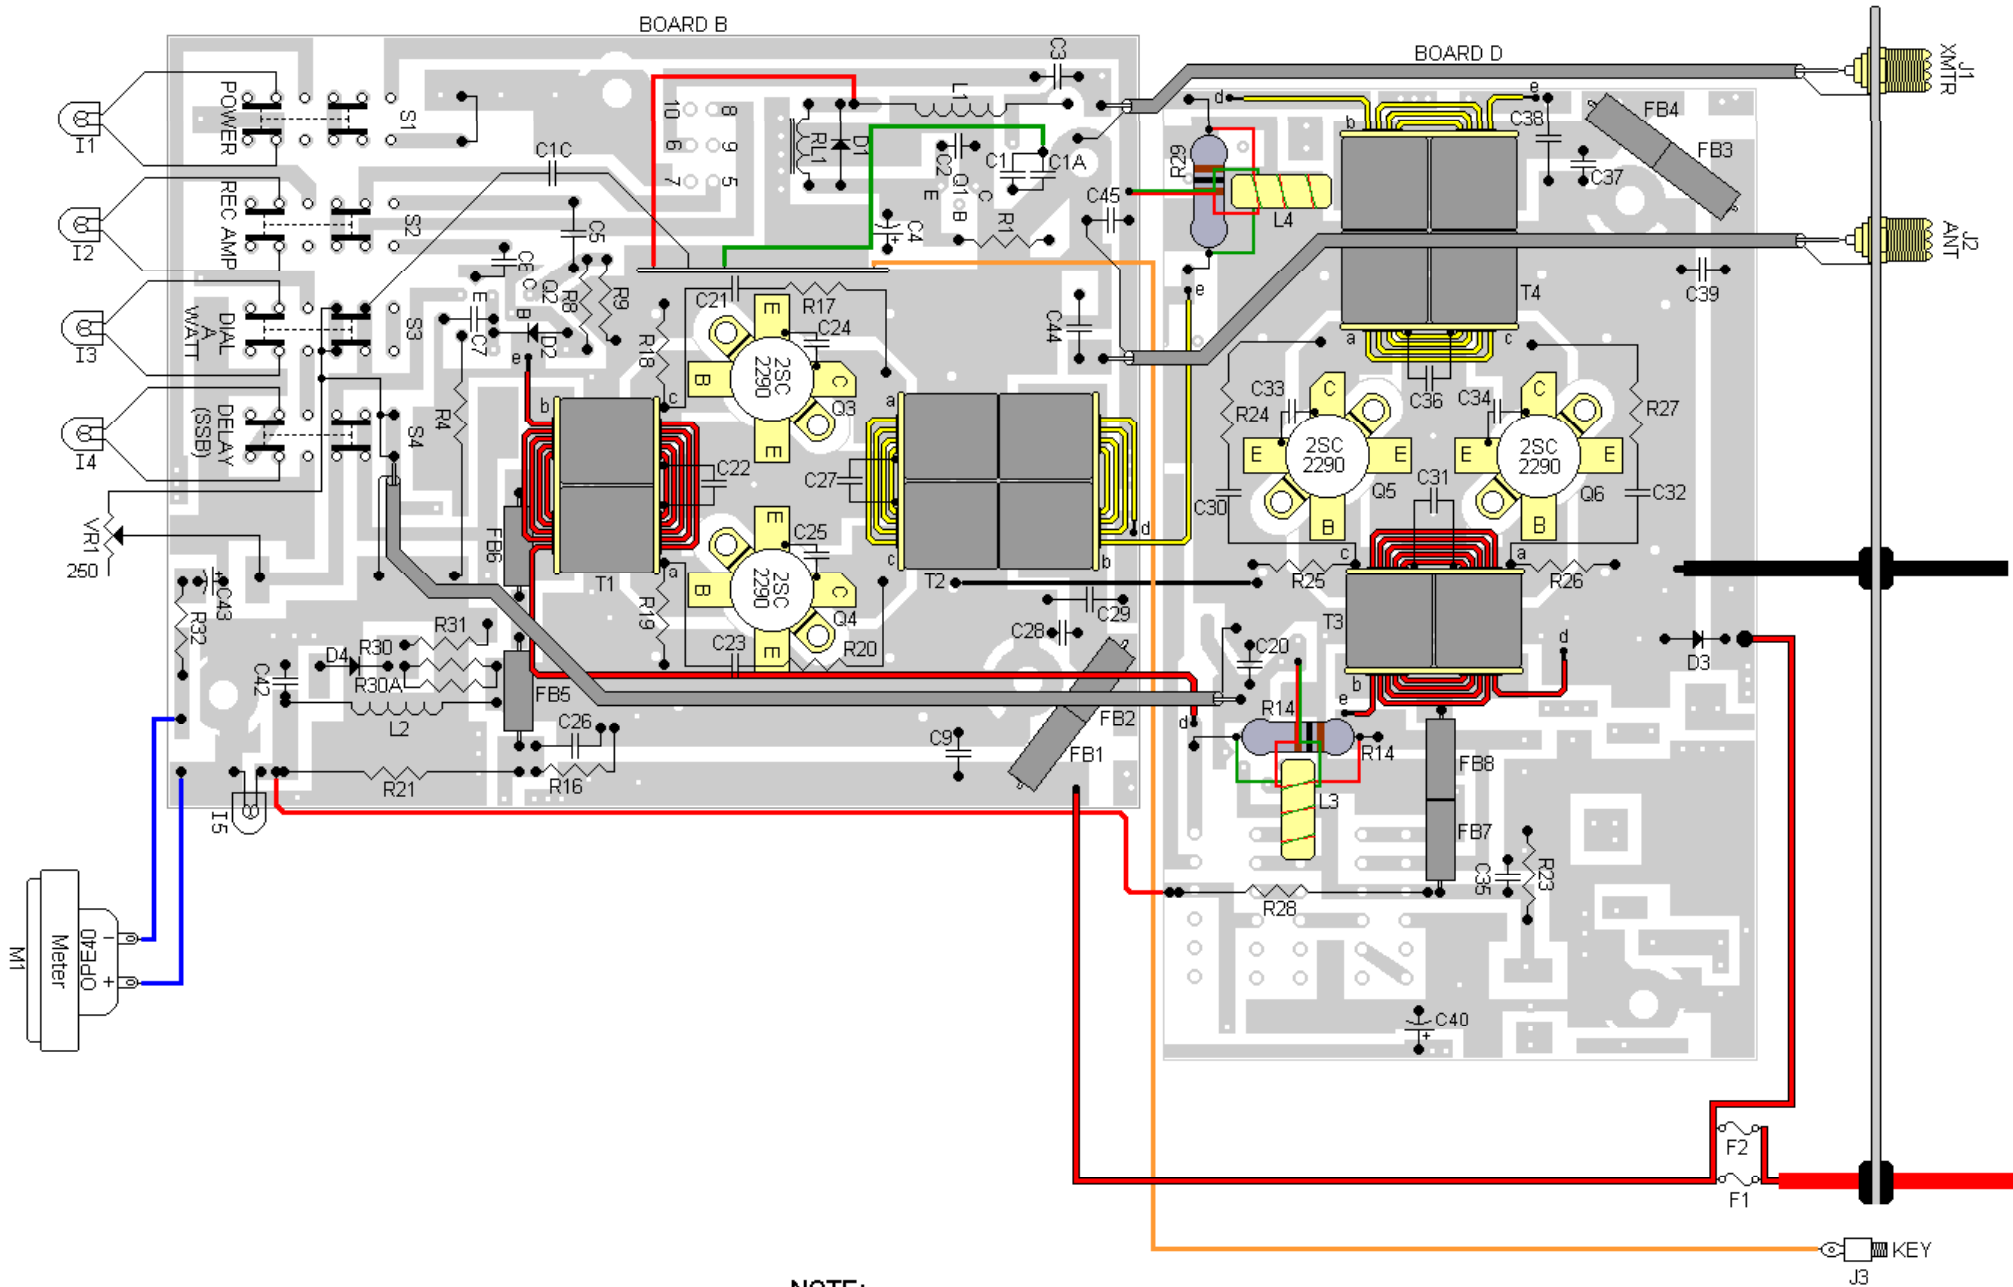 BOARD B
BOARD D
J1
XMTR
J2
ANT
I1
POWER
S1
I2
REC AMP
S2
I3
DIAL
A
WATT
S3
I4
DELAY
(SSB)
S4
VR1
250
C1C
10
8
6
9
7
5
RL1
D1
L1
C3
C2
Q1
E
B
C
C1
C1A
C4
R1
C45
R29
L4
d
e
b
C38
C37
FB4
FB3
C5
C6
C
Q2
E
B
R8
R9
C7
D2
e
R4
R18
C21
R17
E
C24
2SC
2290
B
C
Q3
E
C44
e
T4
a
c
C39
C36
b
c
C22
T1
a
FB6
C27
a
c
T2
d
b
C33
R24
C
2SC
2290
E
E
Q5
B
C30
C34
C
2SC
2290
E
E
Q6
B
R27
C32
C31
c
a
R25
R26
E
C25
2SC
2290
B
C
Q4
E
R19
C23
R20
C29
C28
C20
T3
b
d
e
D3
C43
R32
R31
D4
R30
R30A
C42
L2
FB5
C26
R16
R21
C9
FB2
FB1
d
R14
R14
L3
FB8
FB7
I5
R28
C35
R23
C40
+
M1
Meter
OPE40
-
+
F2
F1
KEY
J3
NOTE: